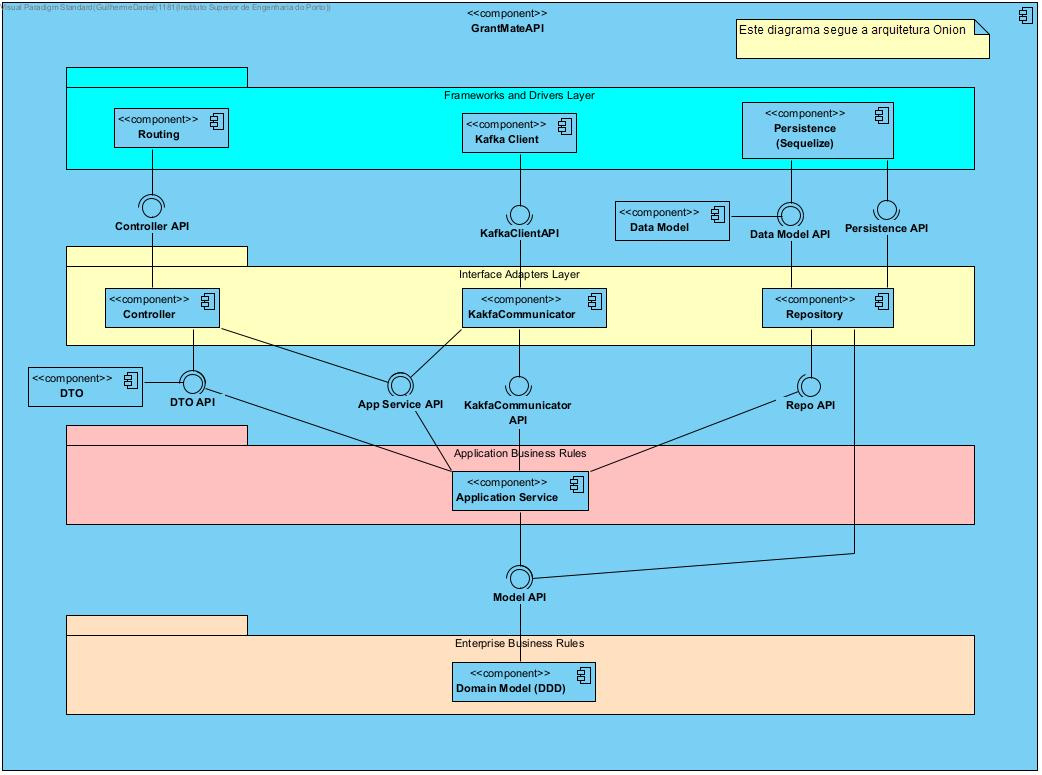 Visual Paradigm Standard(GuilhermeDaniel(1181(Instituto Superior de Engenharia do Porto))
<<component>>
GrantMateAPI
Este diagrama segue a arquitetura Onion
Frameworks and Drivers Layer
<<component>>
Routing
<<component>>
Kafka Client
<<component>>
Persistence
(Sequelize)
Controller API
KafkaClientAPI
<<component>>
Data Model
Data Model API
Persistence API
Interface Adapters Layer
<<component>>
Controller
<<component>>
KakfaCommunicator
<<component>>
Repository
<<component>>
DTO
DTO API
App Service API
KakfaCommunicator
API
Repo API
Application Business Rules
<<component>>
Application Service
Model API
Enterprise Business Rules
<<component>>
Domain Model (DDD)